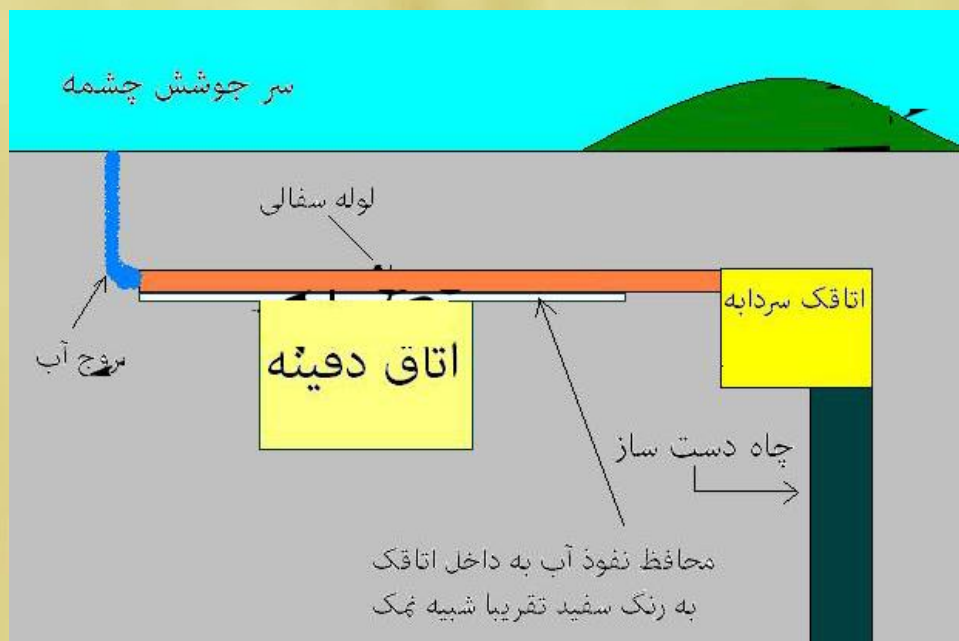 سر جوشش چشمه
لوله سفالی
اتاقک سردابه
اتاق دفینه
آب
چاه دست ساز
محافظ نفوذ آب به داخل اتاقک
به رنگ سفید تقریبا شبیه نمک